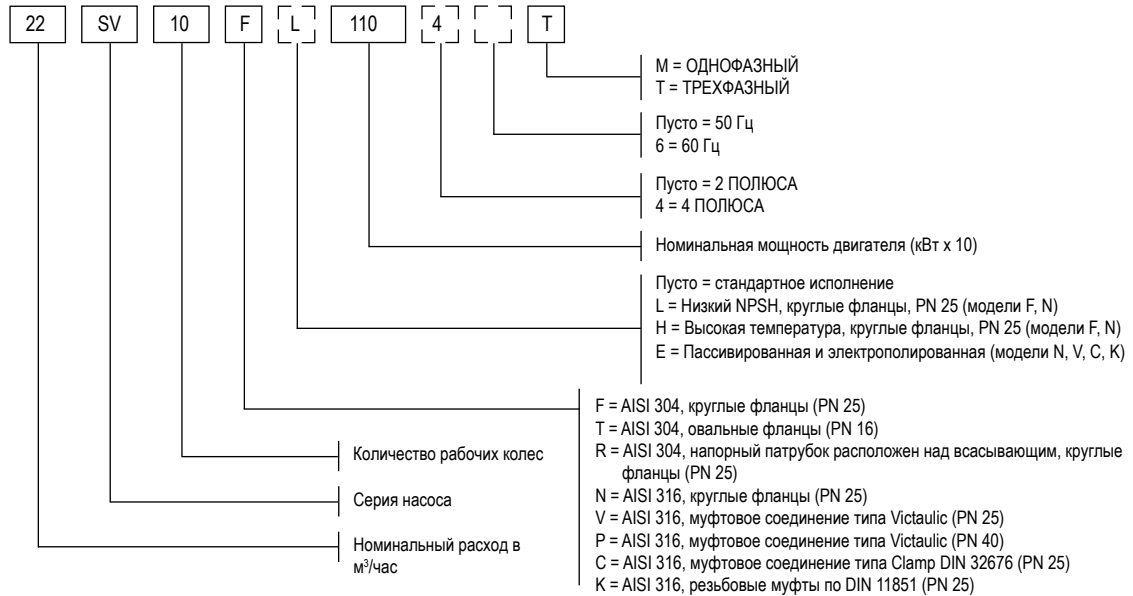 22 SV 10 F L 110 4 T
М = ОДНОФАЗНЫЙ
Т = ТРЕХФАЗНЫЙ
Пусто = 50 Гц
6 = 60 Гц
Пусто = 2 ПОЛЮСА
4 = 4 ПОЛЮСА
Номинальная мощность двигателя (кВт x 10)
Пусто = стандартное исполнение
L = Низкий NPSH, круглые фланцы, PN 25 (модели F, N)
H = Высокая температура, круглые фланцы, PN 25 (модели F, N)
E = Пассивированная и электрополированная (модели N, V, C, K)
F = AISI 304, круглые фланцы (PN 25)
T = AISI 304, овальные фланцы (PN 16)
R = AISI 304, напорный патрубок расположен над всасывающим, круглые
фланцы (PN 25)
N = AISI 316, круглые фланцы (PN 25)
V = AISI 316, муфтовое соединение типа Victaulic (PN 25)
P = AISI 316, муфтовое соединение типа Victaulic (PN 40)
C = AISI 316, муфтовое соединение типа Clamp DIN 32676 (PN 25)
K = AISI 316, резьбовые муфты по DIN 11851 (PN 25)
Количество рабочих колес
Серия насоса
Номинальный расход в
м³/час